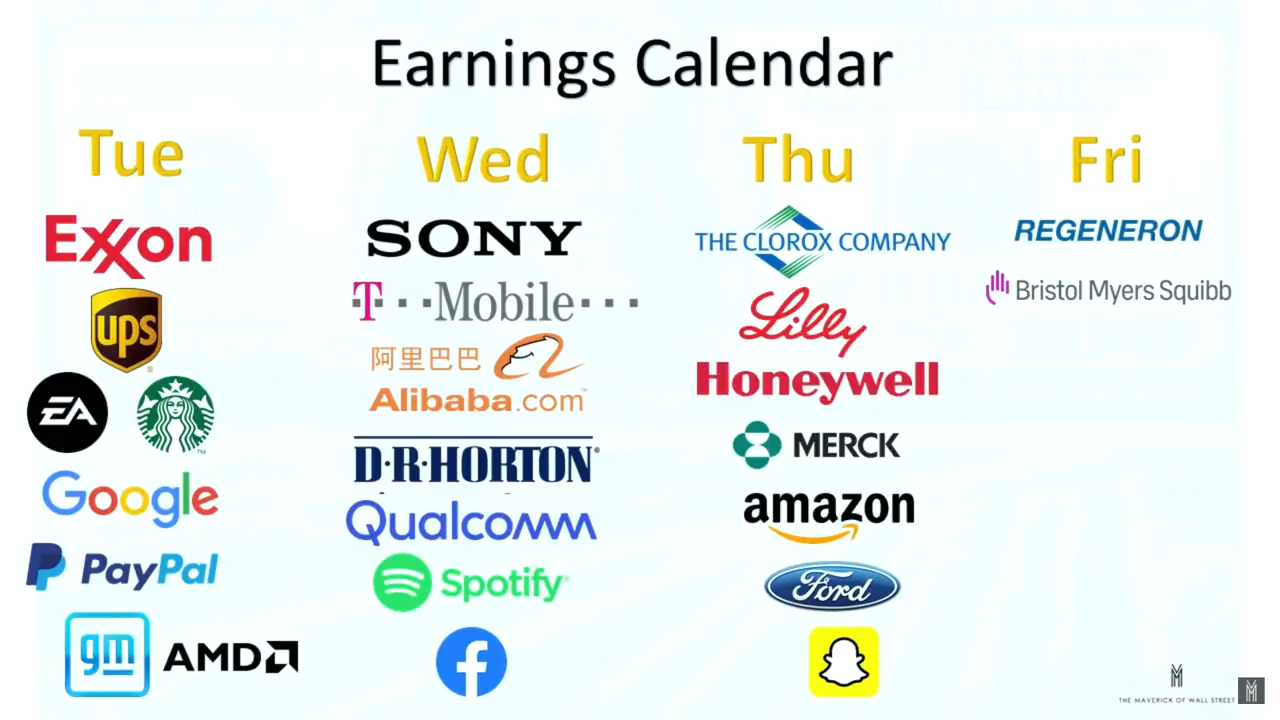 Earnings Calendar
Tue
Exxon
UPS
EA
TM
Google
PayPal
gm AMD
Wed
SONY
T··Mobile···
阿里巴巴
Alibaba.com™
D·R·HORTON®
Qualcomm
Spotify®
f
Thu
THE CLOROX COMPANY
Lilly
Honeywell
MERCK
amazon
Ford
Fri
REGENERON
Bristol Myers Squibb
THE MAVERICK OF WALL STREET